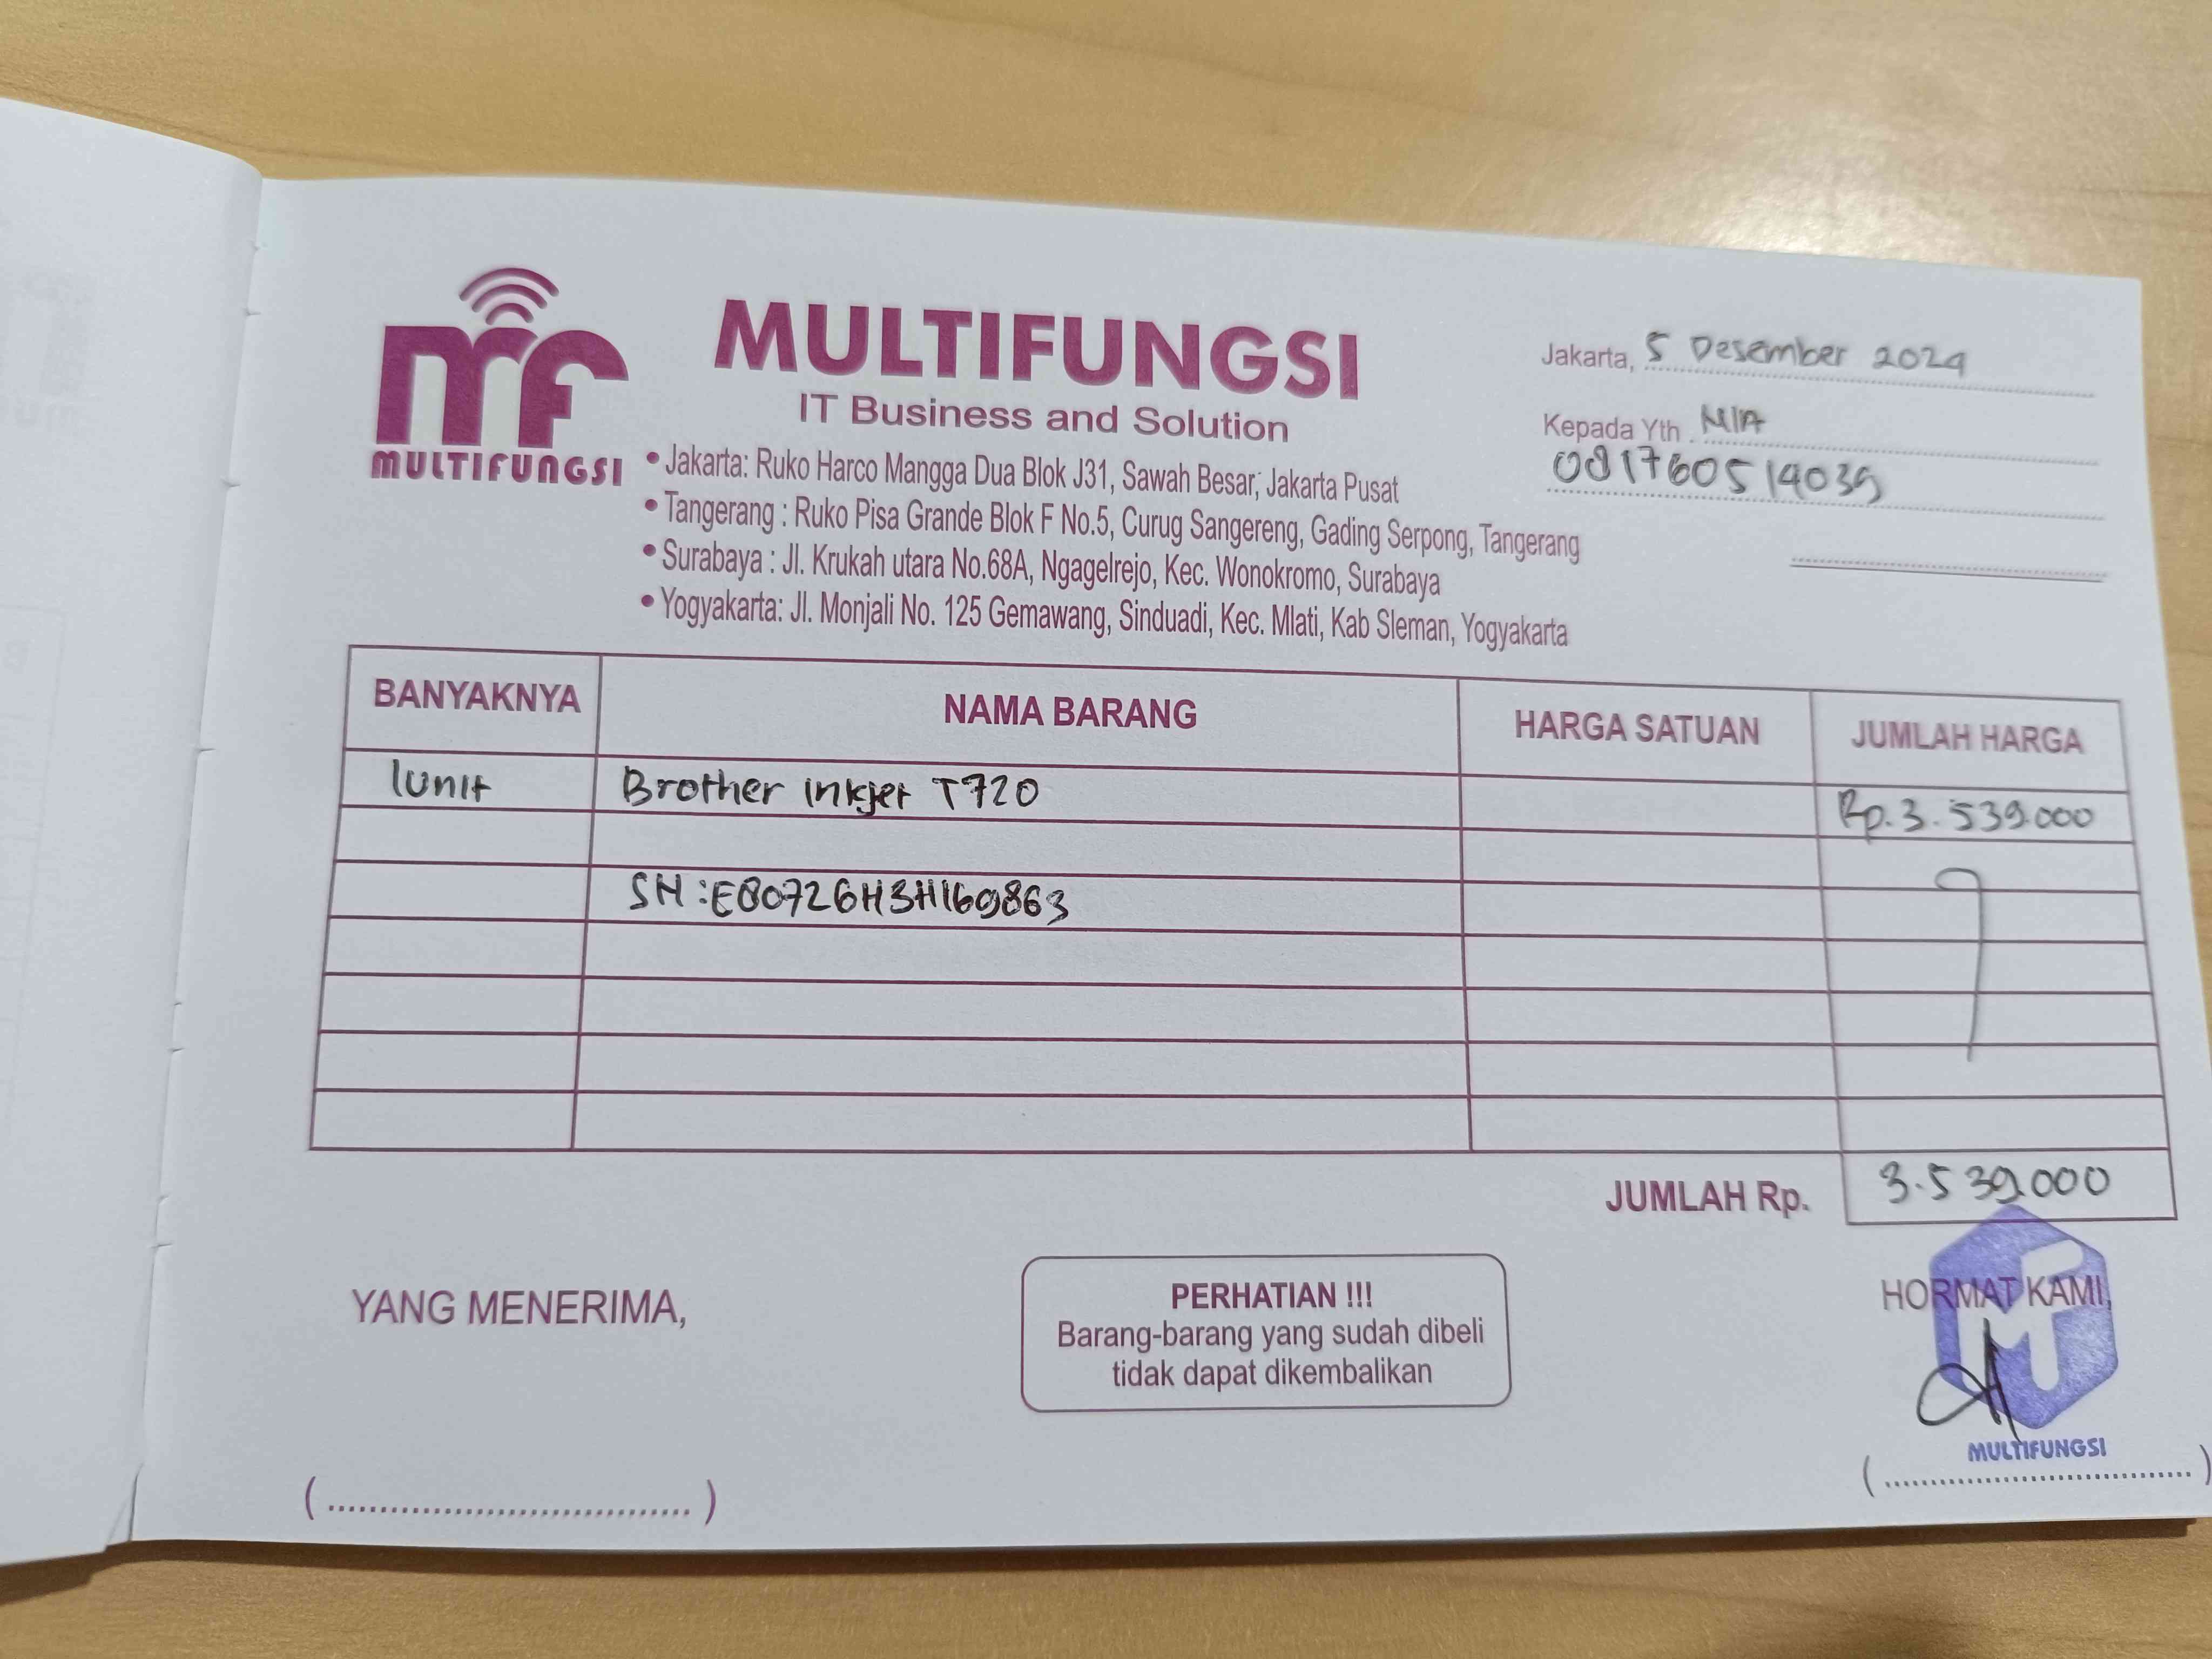 MULTIFUNGSI
MULTIFUNGSI
IT Business and Solution
• Jakarta: Ruko Harco Mangga Dua Blok J31, Sawah Besar, Jakarta Pusat
• Tangerang : Ruko Pisa Grande Blok F No.5, Curug Sangereng, Gading Serpong, Tangerang
• Surabaya : Jl. Krukah utara No.68A, Ngagelrejo, Kec. Wonokromo, Surabaya
• Yogyakarta: Jl. Monjali No. 125 Gemawang, Sinduadi, Kec. Mlati, Kab Sleman, Yogyakarta
Jakarta, 5 Desember 2024
Kepada Yth. MIA
081760514039
BANYAKNYA NAMA BARANG HARGA SATUAN JUMLAH HARGA
1unit Brother inkjet T720 Rp.3.539.000
SN:E80726H3H169863
JUMLAH Rp. 3.539.000
YANG MENERIMA,
PERHATIAN !!!
Barang-barang yang sudah dibeli
tidak dapat dikembalikan
HORMAT KAMI,
MULTIFUNGSI